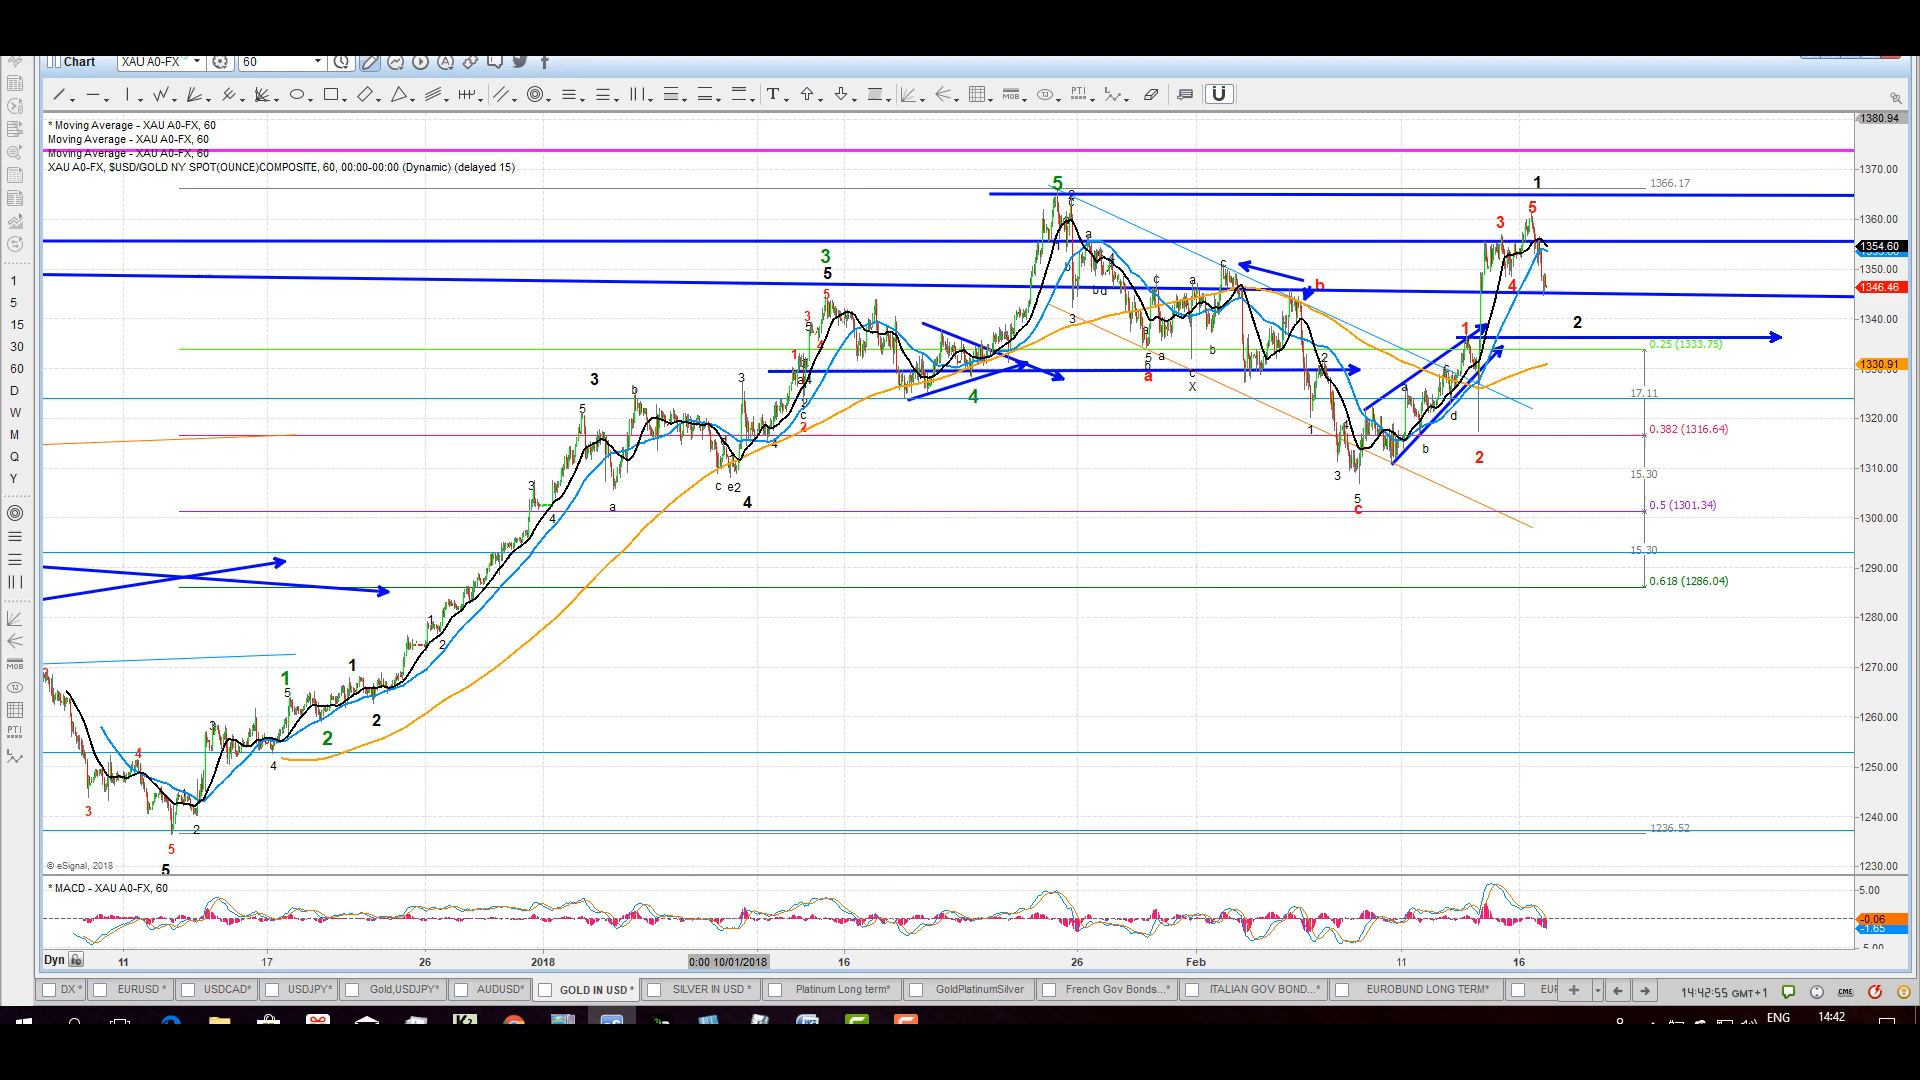 Chart XAU A0-FX 60
* Moving Average - XAU A0-FX, 60
Moving Average - XAU A0-FX, 60
Moving Average - XAU A0-FX, 60
XAU A0-FX, $USD/GOLD NY SPOT(OUNCE)COMPOSITE, 60, 00:00-00:00 (Dynamic) (delayed 15)
1380.94
1370.00
1360.00
1354.60
1350.00
1346.46
1340.00
1330.91
1320.00
1310.00
1300.00
1290.00
1280.00
1270.00
1260.00
1250.00
1240.00
1230.00
1366.17
0.25 (1333.75)
17.11
0.382 (1316.64)
15.30
0.5 (1301.34)
15.30
0.618 (1286.04)
1236.52
1
5
15
30
60
D
W
M
Q
Y
MOB
TJ
PTI
© eSignal, 2018
* MACD - XAU A0-FX, 60
5.00
-0.06
-1.65
Dyn 11 17 26 2018 0:00 10/01/2018 16 26 Feb 11 16
DX * EURUSD * USDCAD* USDJPY* Gold,USDJPY* AUDUSD* GOLD IN USD * SILVER IN USD * Platinum Long term* GoldPlatinumSilver French Gov Bonds...* ITALIAN GOV BOND...* EUROBUND LONG TERM* 14:42:55 GMT+1
ENG 14:42